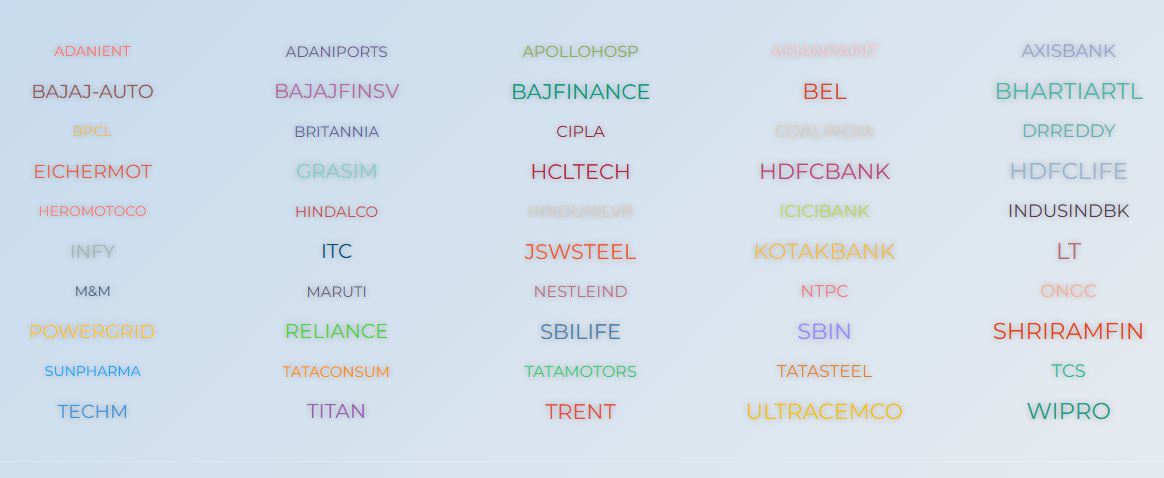 ADANIENT ADANIPORTS APOLLOHOSP ASIANPAINT AXISBANK
BAJAJ-AUTO BAJAJFINSV BAJFINANCE BEL BHARTIARTL
BPCL BRITANNIA CIPLA COALINDIA DRREDDY
EICHERMOT GRASIM HCLTECH HDFCBANK HDFCLIFE
HEROMOTOCO HINDALCO HINDUNILVR ICICIBANK INDUSINDBK
INFY ITC JSWSTEEL KOTAKBANK LT
M&M MARUTI NESTLEIND NTPC ONGC
POWERGRID RELIANCE SBILIFE SBIN SHRIRAMFIN
SUNPHARMA TATACONSUM TATAMOTORS TATASTEEL TCS
TECHM TITAN TRENT ULTRACEMCO WIPRO